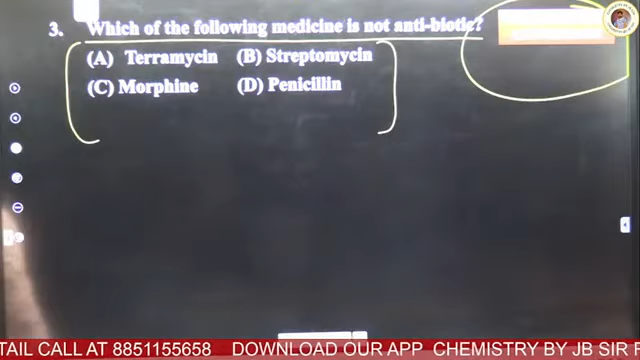 3. Which of the following medicine is not anti-biotic?
(A) Terramycin (B) Streptomycin
(C) Morphine (D) Penicillin
TAIL CALL AT 8851155658 DOWNLOAD OUR APP CHEMISTRY BY JB SIR